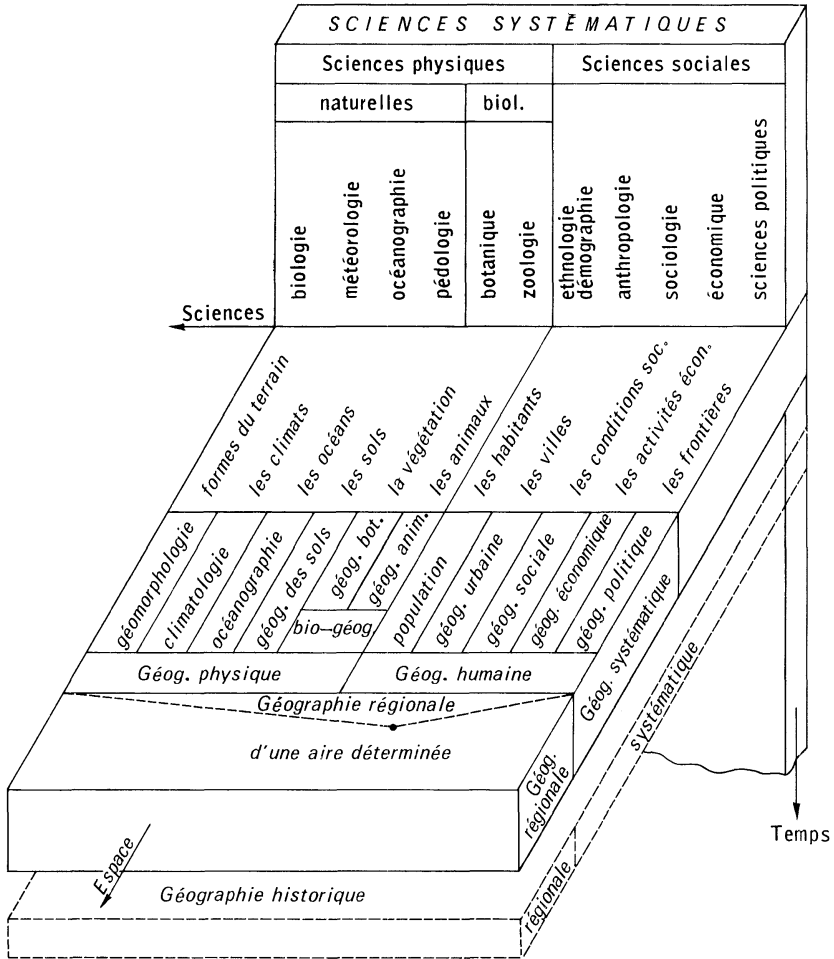 SCIENCES SYSTÉMATIQUES
Sciences physiques
Sciences sociales
naturelles
biol.
biologie
météorologie
océanographie
pédologie
botanique
zoologie
ethnologie
démographie
anthropologie
sociologie
économique
sciences politiques
Sciences
formes du terrain
les climats
les océans
les sols
la végétation
les animaux
les habitants
les villes
les conditions soc.
les activités écon.
les frontières
géomorphologie
climatologie
océanographie
géog. des sols
géog. bot.
géog. anim.
bio-géog.
population
géog. urbaine
géog. sociale
géog. économique
géog. politique
Géog. physique
Géog. humaine
Géog. systématique
systématique
Géographie régionale
d'une aire déterminée
Géog.
régionale
Temps
Espace
Géographie historique
régionale